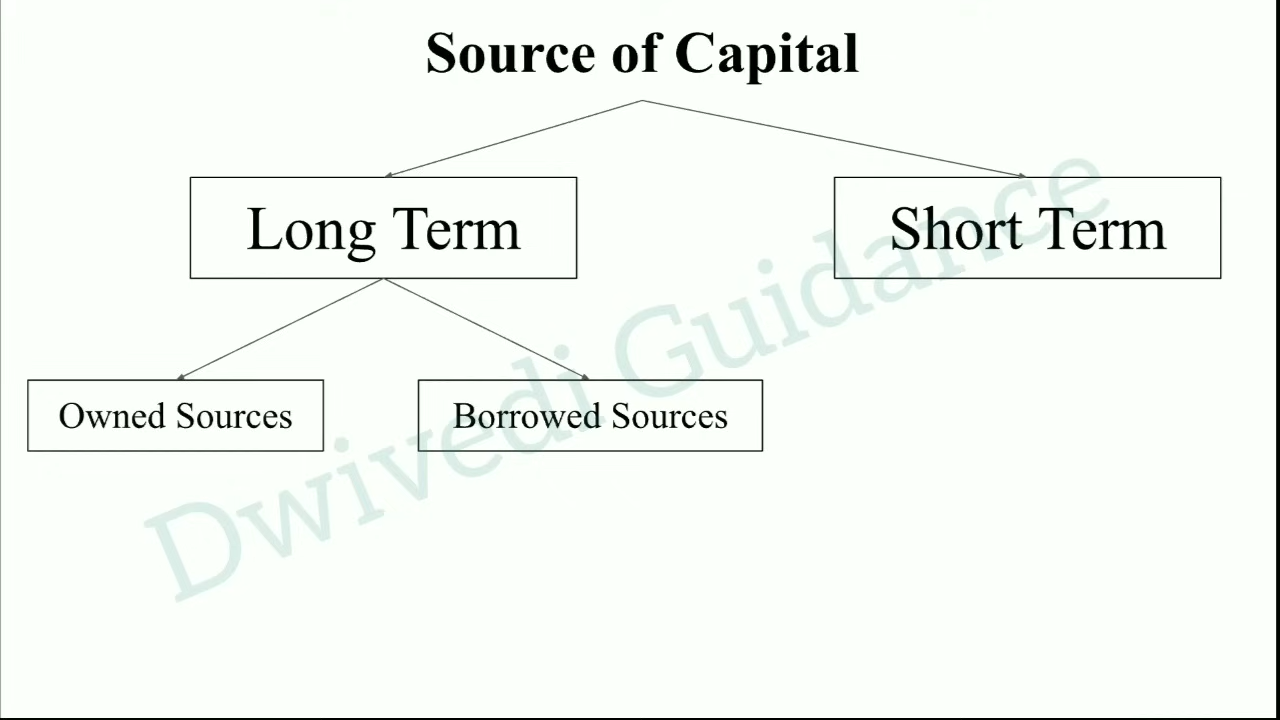 Source of Capital
Long Term
Short Term
Owned Sources
Borrowed Sources
Dwivedi Guidance